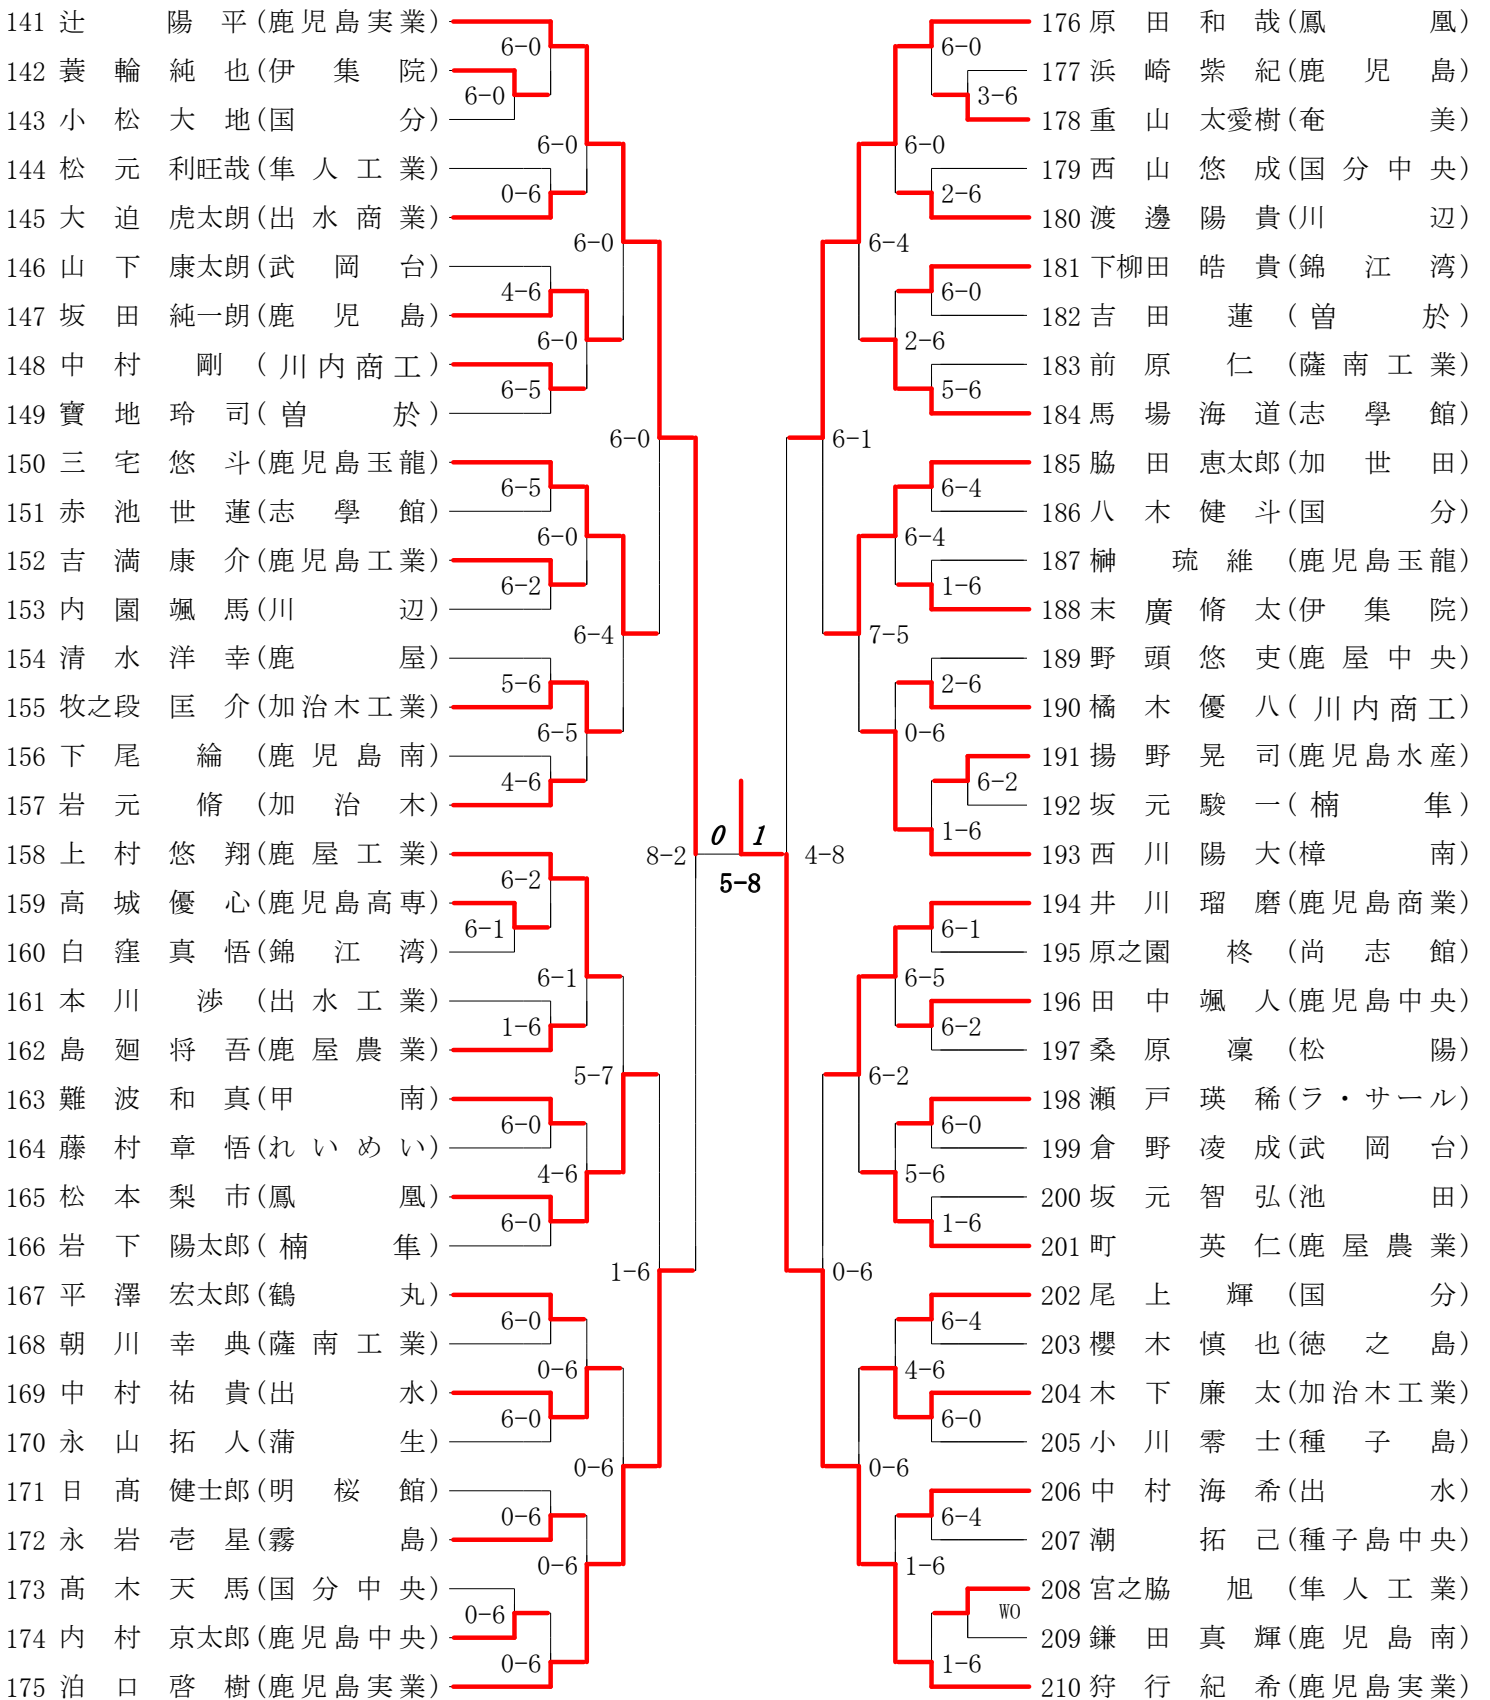 141 辻 陽 平 (鹿児島実業)
142 蓑 輪 純 也 (伊集院)
143 小 松 大 地 (国分)
144 松 元 利旺哉 (隼人工業)
145 大 迫 虎太朗 (出水商業)
146 山 下 康太朗 (武岡台)
147 坂 田 純一朗 (鹿児島)
148 中 村 剛 (川内商工)
149 寶 地 玲 司 (曽於)
150 三 宅 悠 斗 (鹿児島玉龍)
151 赤 池 世 蓮 (志學館)
152 吉 満 康 介 (鹿児島工業)
153 内 園 颯 馬 (川辺)
154 清 水 洋 幸 (鹿屋)
155 牧之段 匡 介 (加治木工業)
156 下 尾 綸 (鹿児島南)
157 岩 元 脩 (加治木)
158 上 村 悠 翔 (鹿屋工業)
159 高 城 優 心 (鹿児島高専)
160 白 窪 真 悟 (錦江湾)
161 本 川 渉 (出水工業)
162 島 廻 将 吾 (鹿屋農業)
163 難 波 和 真 (甲南)
164 藤 村 章 悟 (れいめい)
165 松 本 梨 市 (鳳凰)
166 岩 下 陽太郎 (楠隼)
167 平 澤 宏太郎 (鶴丸)
168 朝 川 幸 典 (薩南工業)
169 中 村 祐 貴 (出水)
170 永 山 拓 人 (蒲生)
171 日 髙 健士郎 (明桜館)
172 永 岩 壱 星 (霧島)
173 髙 木 天 馬 (国分中央)
174 内 村 京太郎 (鹿児島中央)
175 泊 口 啓 樹 (鹿児島実業)
6-0
6-0
6-0
0-6
6-0
4-6
6-0
6-5
6-0
6-5
6-0
6-2
6-4
5-6
6-5
4-6
8-2
6-2
6-1
6-1
1-6
5-7
6-0
4-6
6-0
1-6
6-0
0-6
6-0
0-6
0-6
0-6
0-6
0-6
0 1
5-8
176 原 田 和 哉 (鳳凰)
177 浜 崎 紫 紀 (鹿児島)
178 重 山 太愛樹 (奄美)
179 西 山 悠 成 (国分中央)
180 渡 邊 陽 貴 (川辺)
181 下柳田 皓 貴 (錦江湾)
182 吉 田 蓮 (曽於)
183 前 原 仁 (薩南工業)
184 馬 場 海 道 (志學館)
185 脇 田 恵太郎 (加世田)
186 八 木 健 斗 (国分)
187 榊 琉 維 (鹿児島玉龍)
188 末 廣 脩 太 (伊集院)
189 野 頭 悠 吏 (鹿屋中央)
190 橘 木 優 八 (川内商工)
191 揚 野 晃 司 (鹿児島水産)
192 坂 元 駿 一 (楠隼)
193 西 川 陽 大 (樟南)
194 井 川 瑠 磨 (鹿児島商業)
195 原之園 柊 (尚志館)
196 田 中 颯 人 (鹿児島中央)
197 桑 原 凜 (松陽)
198 瀬 戸 瑛 稀 (ラ・サール)
199 倉 野 凌 成 (武岡台)
200 坂 元 智 弘 (池田)
201 町 英 仁 (鹿屋農業)
202 尾 上 輝 (国分)
203 櫻 木 慎 也 (徳之島)
204 木 下 廉 太 (加治木工業)
205 小 川 零 士 (種子島)
206 中 村 海 希 (出水)
207 潮 拓 己 (種子島中央)
208 宮之脇 旭 (隼人工業)
209 鎌 田 真 輝 (鹿児島南)
210 狩 行 紀 希 (鹿児島実業)
6-0
3-6
6-0
2-6
6-4
6-0
2-6
5-6
6-1
6-4
6-4
1-6
7-5
2-6
0-6
6-2
1-6
4-8
6-1
6-5
6-2
6-2
6-0
5-6
1-6
0-6
6-4
4-6
6-0
0-6
6-4
1-6
WO
1-6